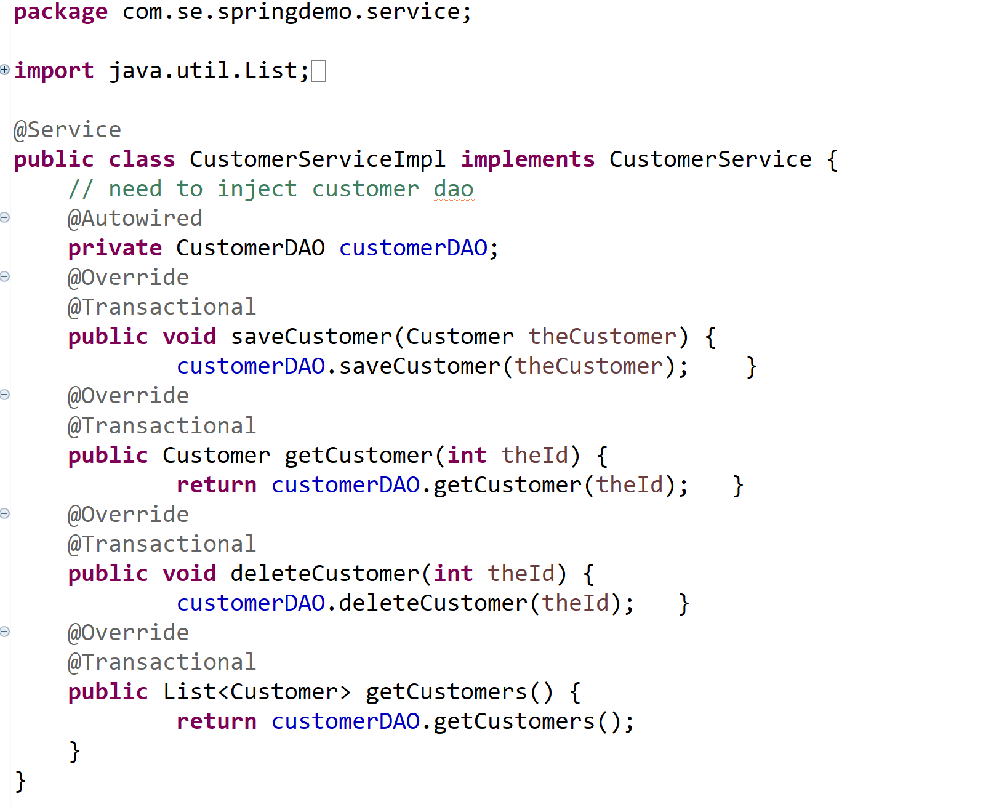 package com.se.springdemo.service;
import java.util.List;
@Service
public class CustomerServiceImpl implements CustomerService {
// need to inject customer dao
@Autowired
private CustomerDAO customerDAO;
@Override
@Transactional
public void saveCustomer(Customer theCustomer) {
customerDAO.saveCustomer(theCustomer); }
@Override
@Transactional
public Customer getCustomer(int theId) {
return customerDAO.getCustomer(theId); }
@Override
@Transactional
public void deleteCustomer(int theId) {
customerDAO.deleteCustomer(theId); }
@Override
@Transactional
public List<Customer> getCustomers() {
return customerDAO.getCustomers();
}
}